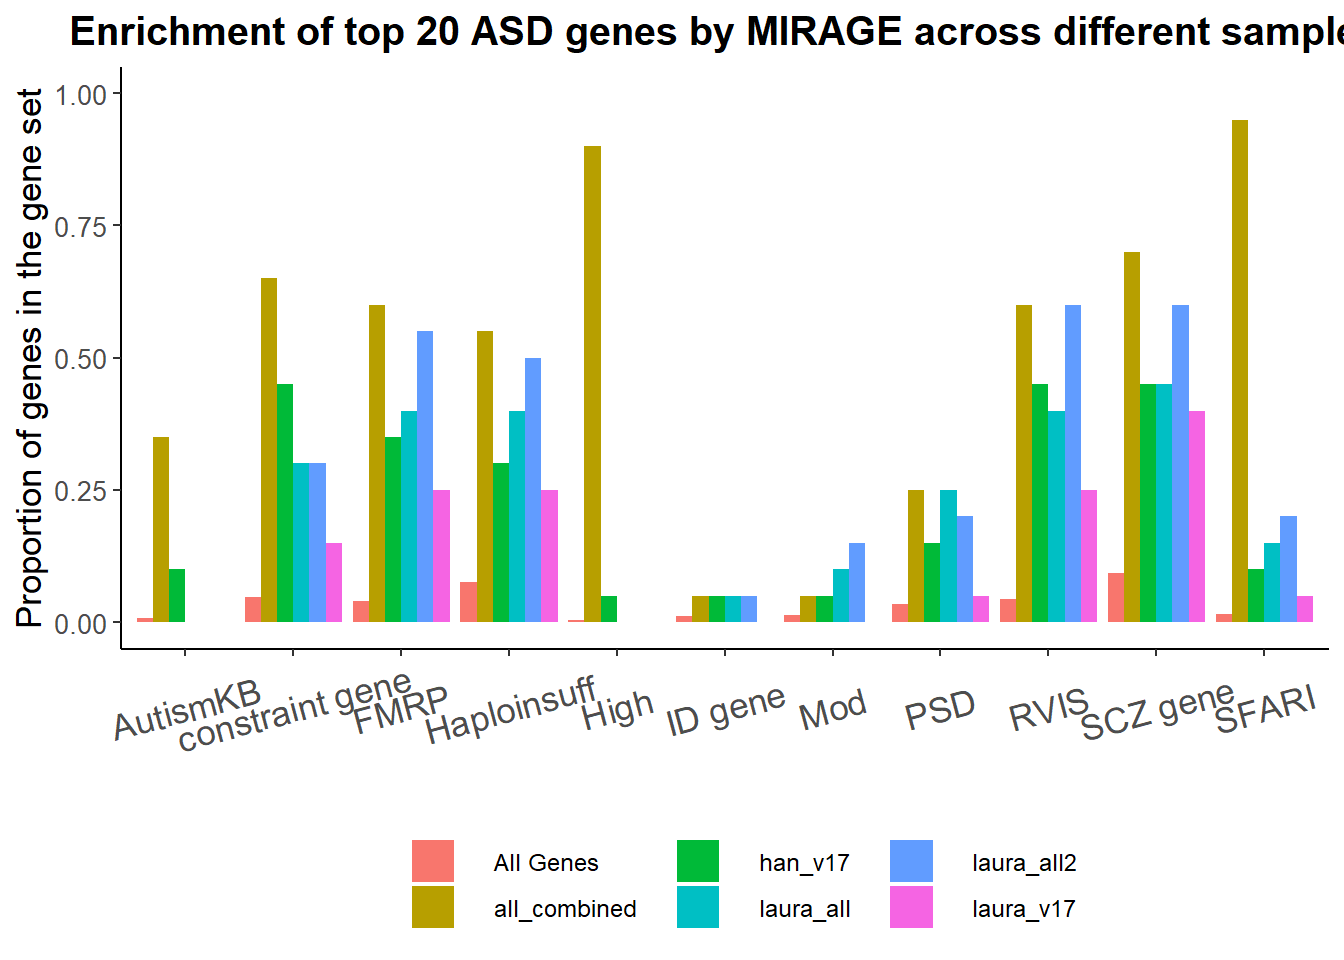 Enrichment of top 20 ASD genes by MIRAGE across different sample
Proportion of genes in the gene set
1.00
0.75
0.50
0.25
0.00
AutismKB
constraint gene
FMRP
Haploinsuff
High
ID gene
Mod
PSD
RVIS
SCZ gene
SFARI
All Genes
han_v17
laura_all2
all_combined
laura_all
laura_v17